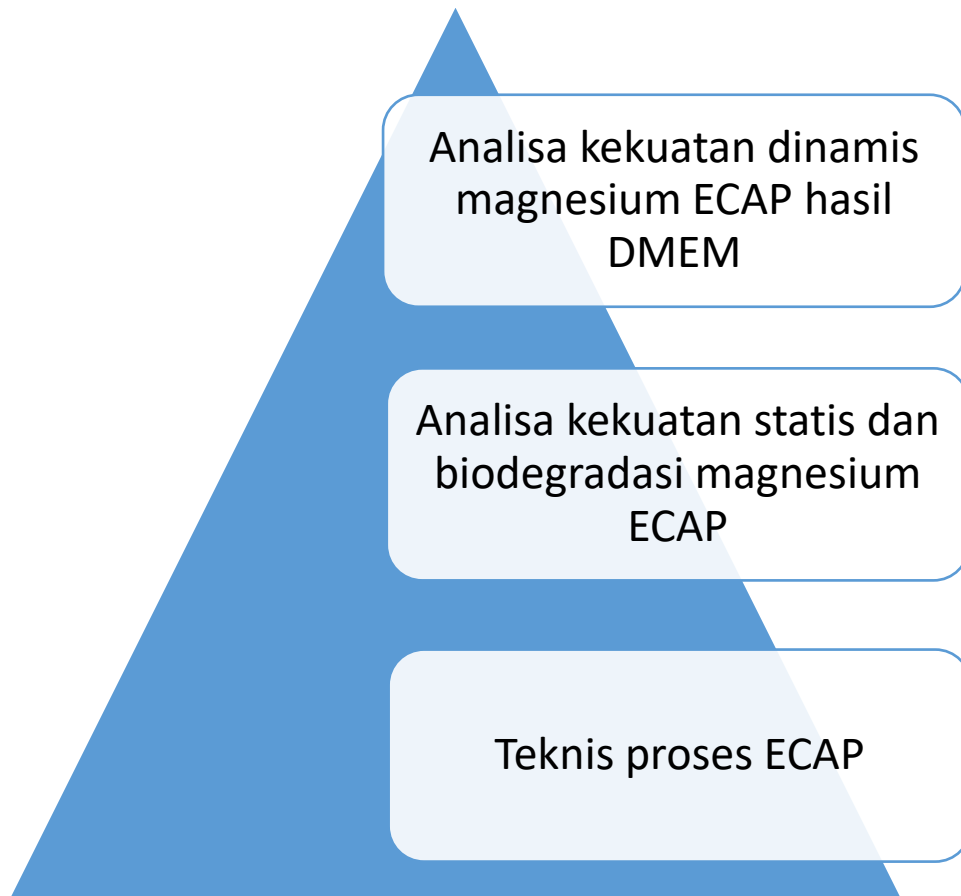 Analisa kekuatan dinamis
magnesium ECAP hasil
DMEM
Analisa kekuatan statis dan
biodegradasi magnesium
ECAP
Teknis proses ECAP